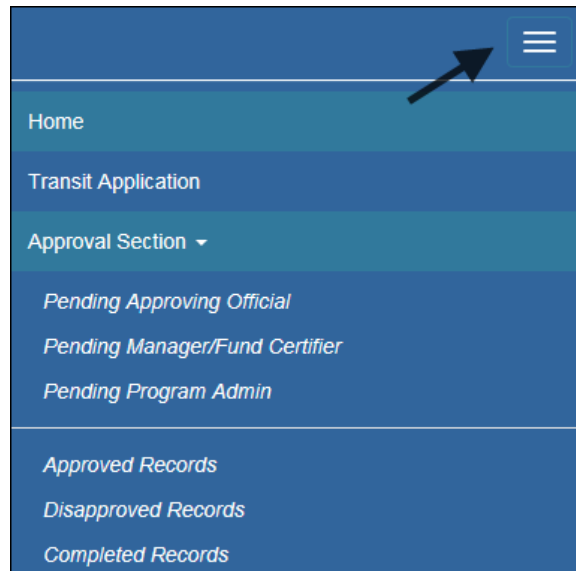 Home
Transit Application
Approval Section
Pending Approving Official
Pending Manager/Fund Certifier
Pending Program Admin
Approved Records
Disapproved Records
Completed Records